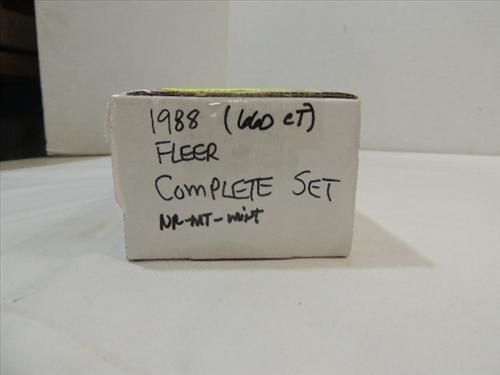 1988 (660 CT)
FLEER
COMPLETE SET
NR-MT-MINT